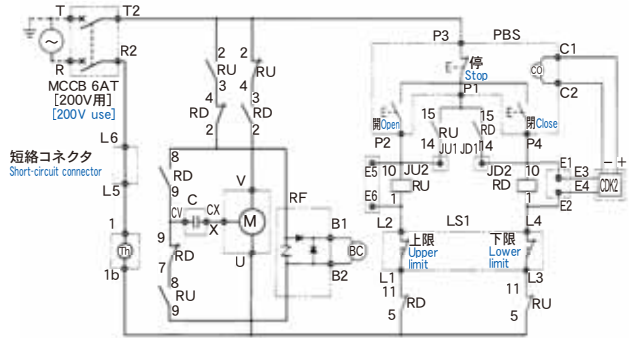 T T2
R R2
MCCB 6AT
[200V用]
[200V use]
L6
短絡コネクタ
Short-circuit connector
L5
1
Th
1b
2 2
RU RU
3 4
4 3
RD RD
2 2
8
RD
9
V
C
CV CX
X
M
RF
9
RD
7
8
RU
9
U
B1
BC
B2
P3 PBS
停
Stop
C1
CO
C2
P1
開Open
閉Close
15 15
RU RD
P2 14 14 P4
JU1 JD1
E5 10 JU2 JD2 10 E1
RU RD
E3
E4
E6 1 1 E2
− +
CDK2
L2 LS1 L4
上限
Upper
limit
下限
Lower
limit
L1 L3
11 11
RD RU
5 5